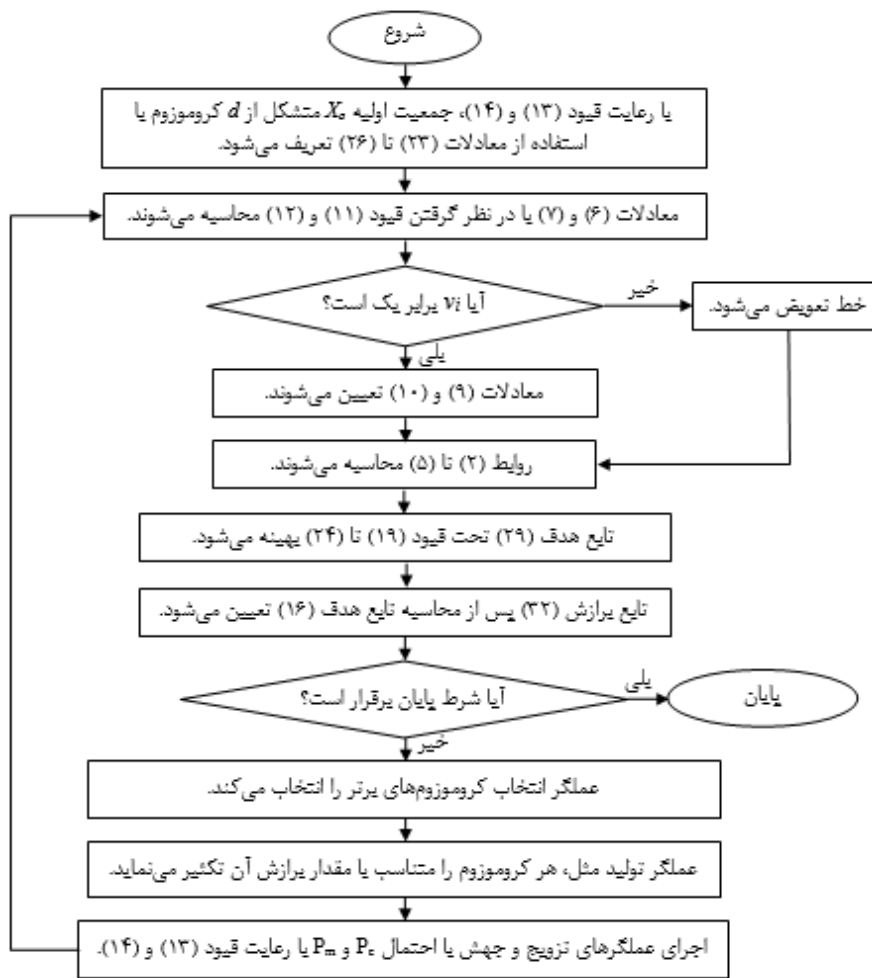 شروع
با رعایت قیود (۱۳) و (۱۴)، جمعیت اولیه Xₒ متشکل از d کروموزوم با
استفاده از معادلات (۲۳) تا (۲۶) تعریف می‌شود.
معادلات (۶) و (۷) با در نظر گرفتن قیود (۱۱) و (۱۲) محاسبه می‌شوند.
آیا vᵢ برابر یک است؟
خیر
خط تعویض می‌شود.
بلی
معادلات (۹) و (۱۰) تعیین می‌شوند.
روابط (۲) تا (۵) محاسبه می‌شوند.
تابع هدف (۲۹) تحت قیود (۱۹) تا (۲۴) بهینه می‌شود.
تابع برازش (۳۲) پس از محاسبه تابع هدف (۱۶) تعیین می‌شود.
آیا شرط پایان برقرار است؟
بلی
پایان
خیر
عملگر انتخاب کروموزوم‌های برتر را انتخاب می‌کند.
عملگر تولید مثل، هر کروموزوم را متناسب با مقدار برازش آن تکثیر می‌نماید.
اجرای عملگرهای تزویج و جهش با احتمال Pc و Pm با رعایت قیود (۱۳) و (۱۴).